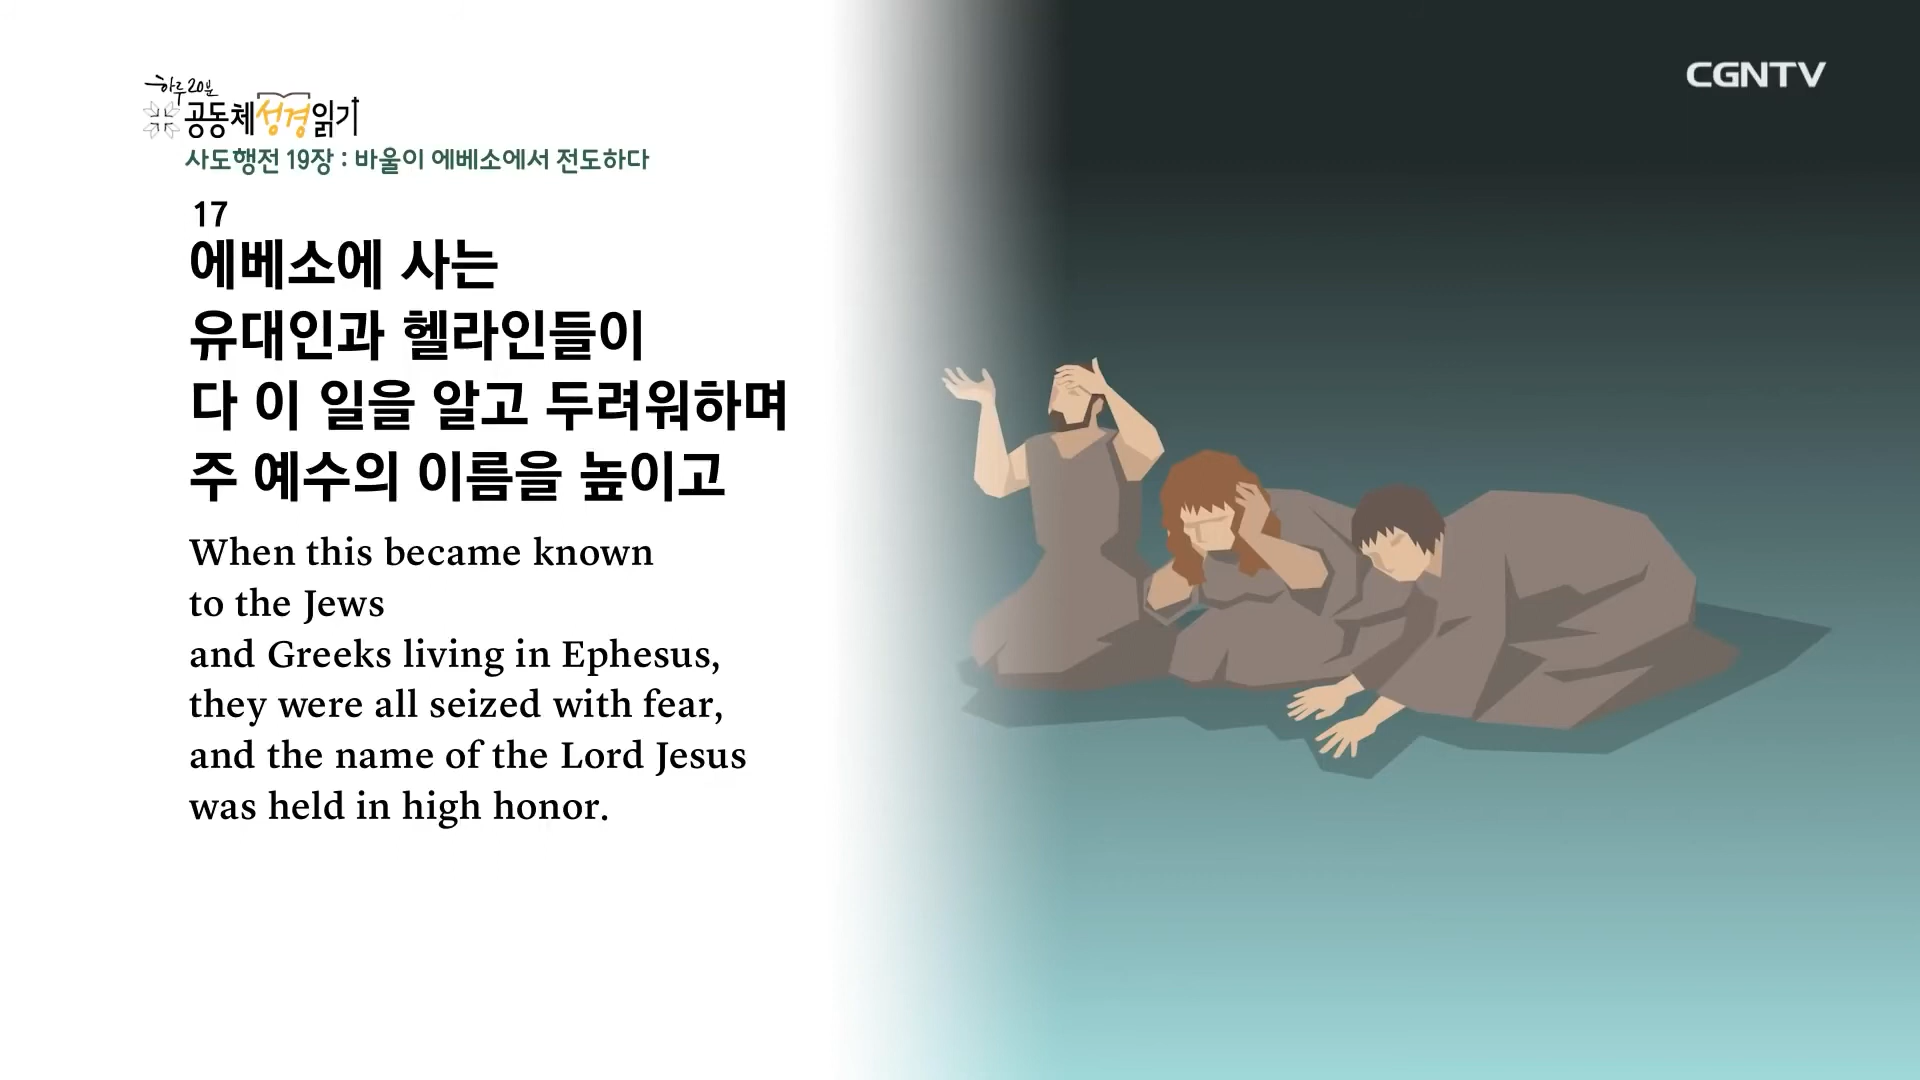 하루 20분
공동체성경읽기
CGNTV
사도행전 19장 : 바울이 에베소에서 전도하다
17
에베소에 사는
유대인과 헬라인들이
다 이 일을 알고 두려워하며
주 예수의 이름을 높이고
When this became known
to the Jews
and Greeks living in Ephesus,
they were all seized with fear,
and the name of the Lord Jesus
was held in high honor.